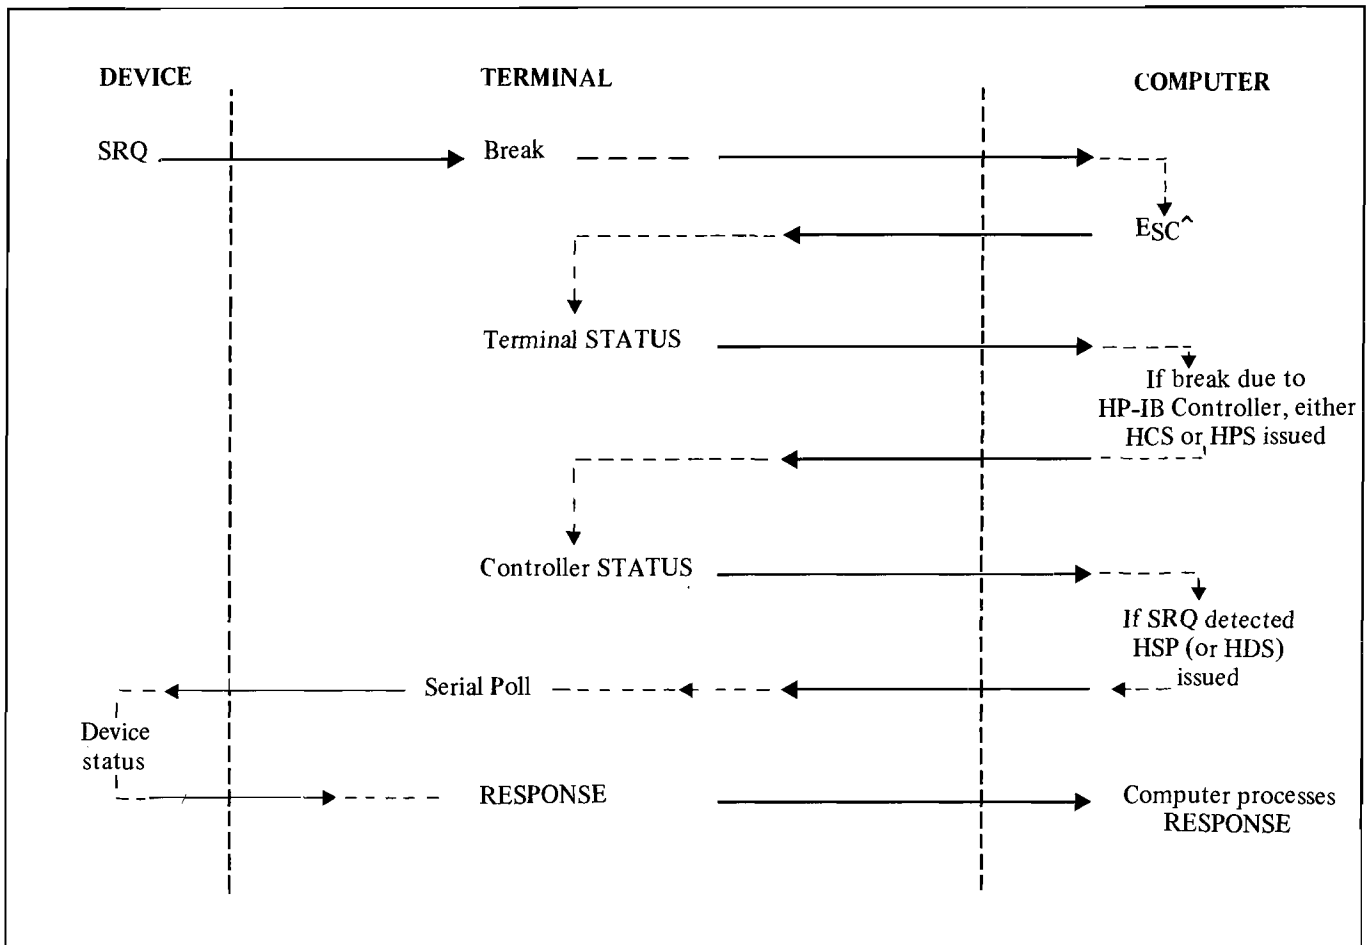 DEVICE TERMINAL COMPUTER
SRQ Break
ESC^
Terminal STATUS
If break due to
HP-IB Controller, either
HCS or HPS issued
Controller STATUS
If SRQ detected
HSP (or HDS)
issued
Serial Poll
Device
status
RESPONSE
Computer processes
RESPONSE